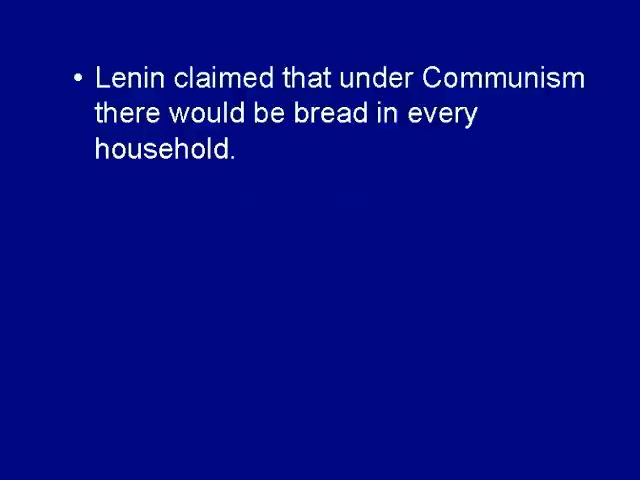 • Lenin claimed that under Communism
there would be bread in every
household.